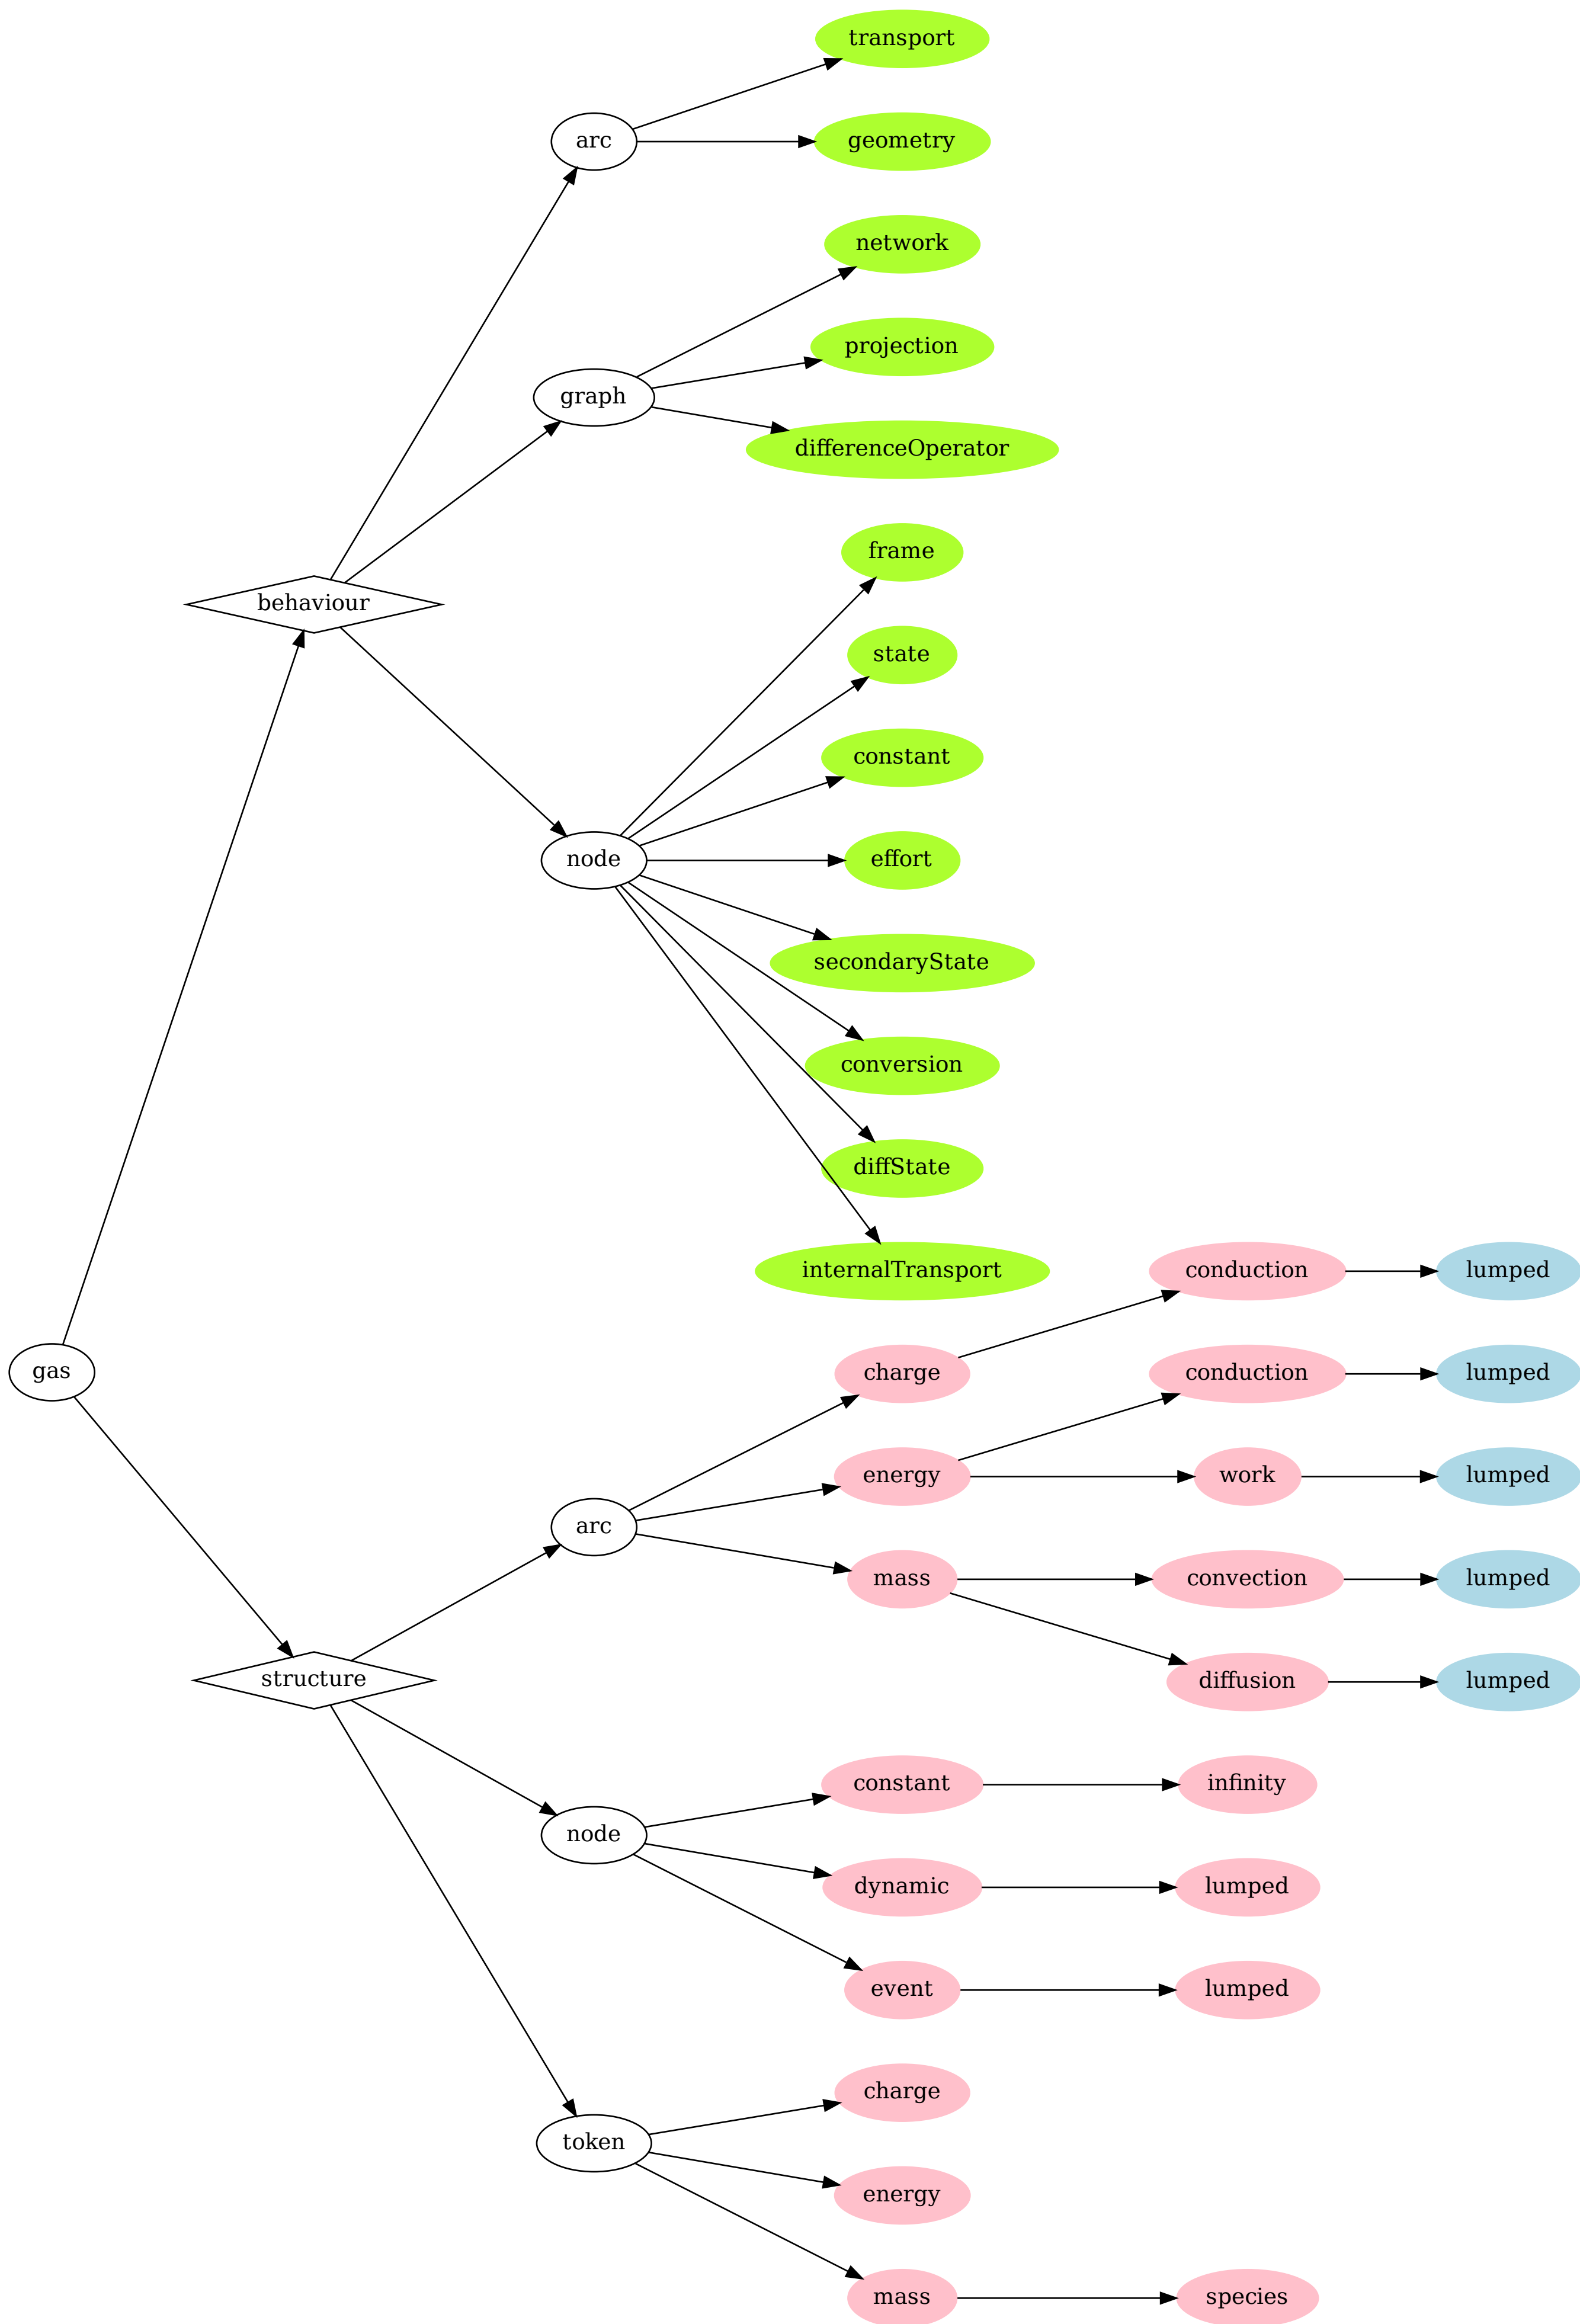 transport
arc
geometry
network
projection
graph
differenceOperator
frame
behaviour
state
constant
node
effort
secondaryState
conversion
diffState
internalTransport
conduction
lumped
gas
charge
conduction
lumped
energy
work
lumped
arc
mass
convection
lumped
structure
diffusion
lumped
constant
infinity
node
dynamic
lumped
event
lumped
charge
token
energy
mass
species